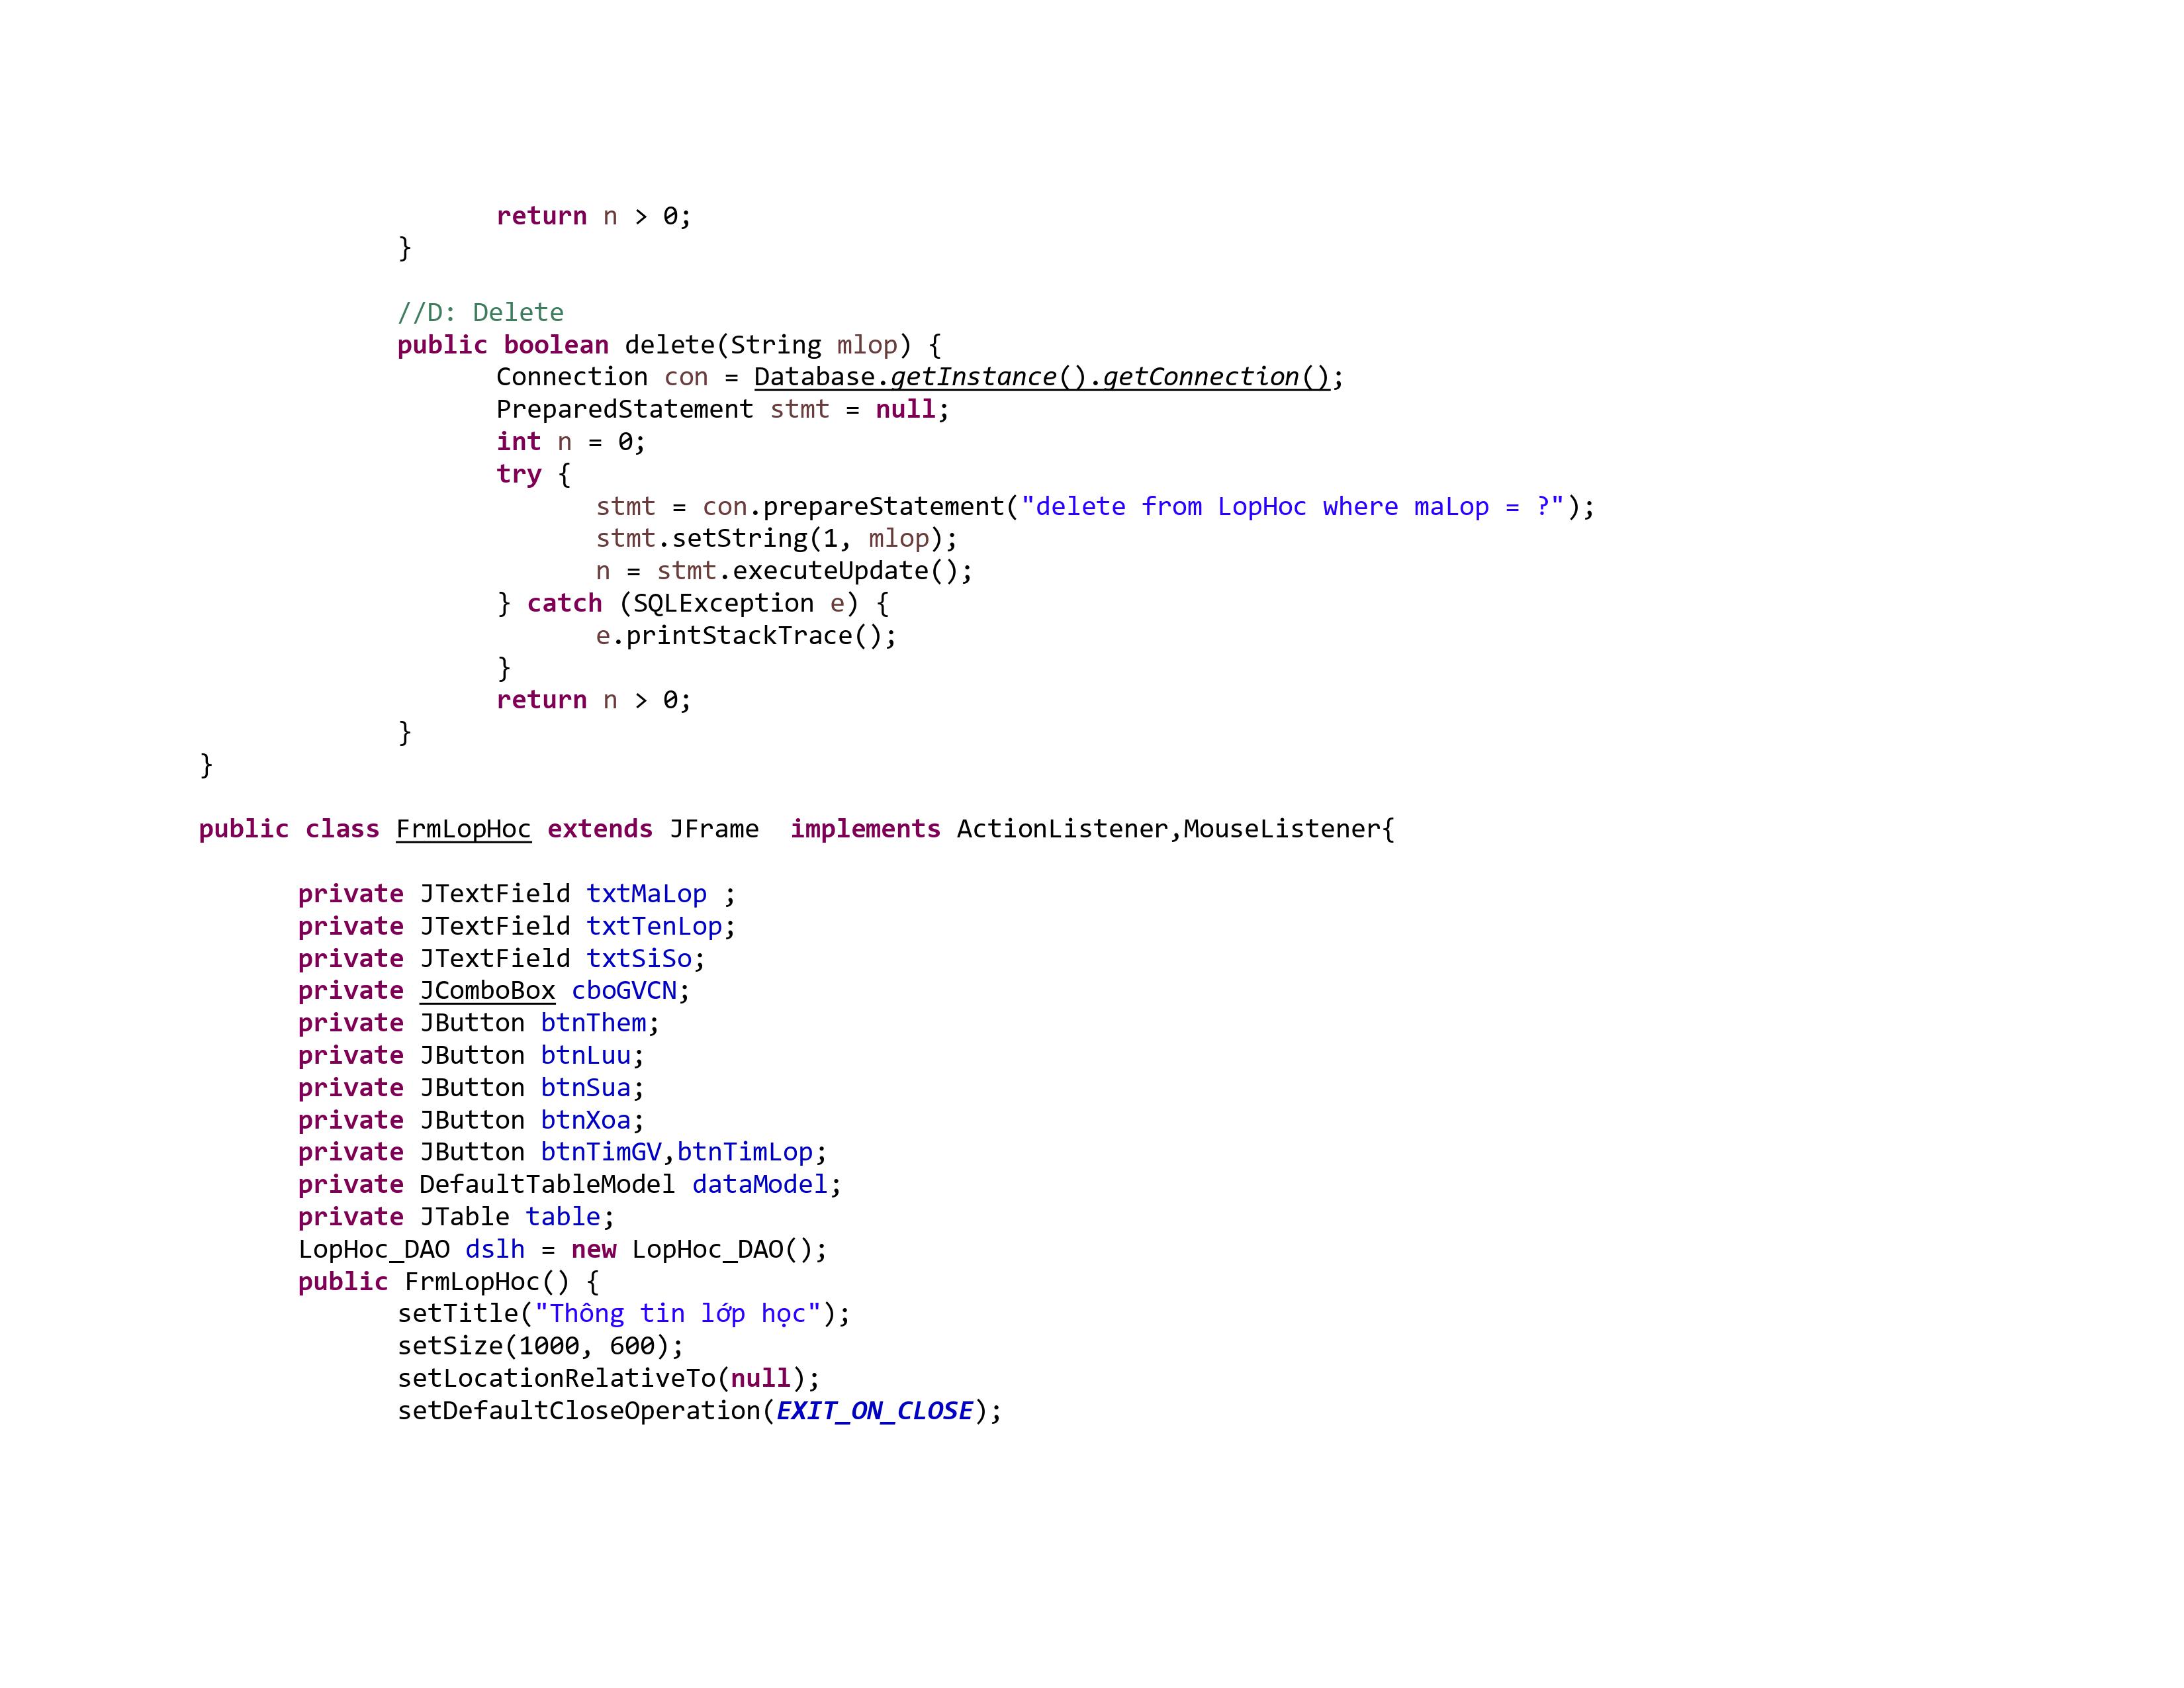 return n > 0;
}
//D: Delete
public boolean delete(String mlop) {
Connection con = Database.getInstance().getConnection();
PreparedStatement stmt = null;
int n = 0;
try {
stmt = con.prepareStatement("delete from LopHoc where maLop = ?");
stmt.setString(1, mlop);
n = stmt.executeUpdate();
} catch (SQLException e) {
e.printStackTrace();
}
return n > 0;
}
}
public class FrmLopHoc extends JFrame  implements ActionListener,MouseListener{
private JTextField txtMaLop ;
private JTextField txtTenLop;
private JTextField txtSiSo;
private JComboBox cboGVCN;
private JButton btnThem;
private JButton btnLuu;
private JButton btnSua;
private JButton btnXoa;
private JButton btnTimGV,btnTimLop;
private DefaultTableModel dataModel;
private JTable table;
LopHoc_DAO dslh = new LopHoc_DAO();
public FrmLopHoc() {
setTitle("Thông tin lớp học");
setSize(1000, 600);
setLocationRelativeTo(null);
setDefaultCloseOperation(EXIT_ON_CLOSE);